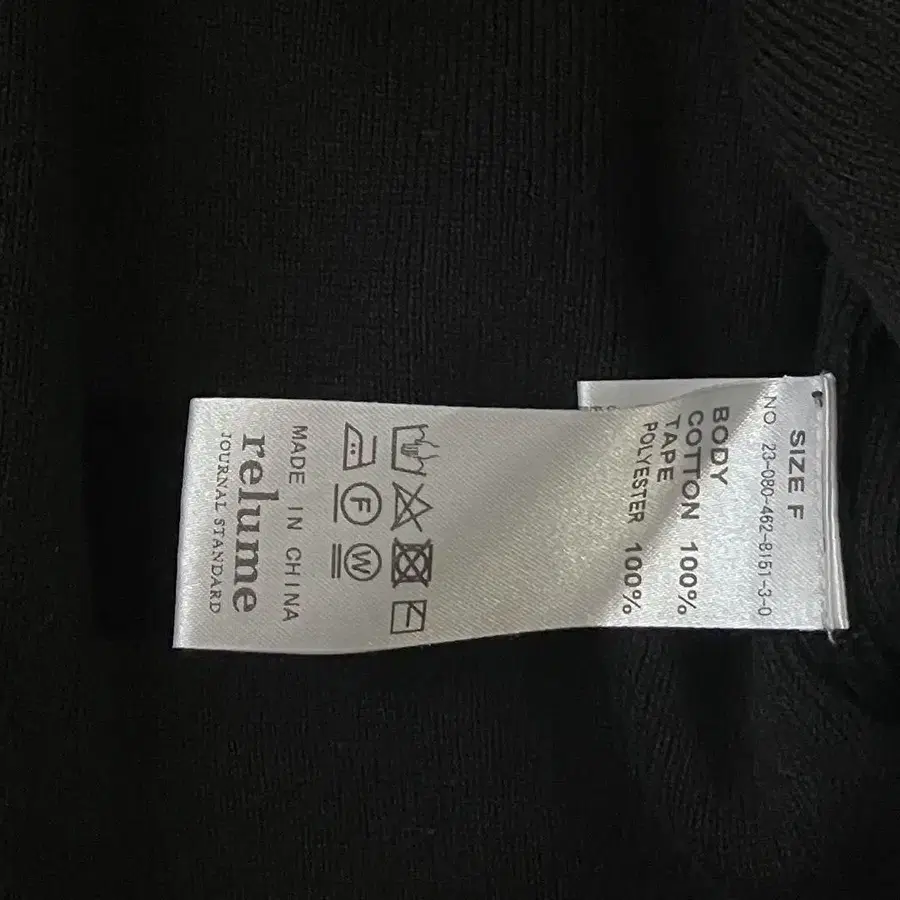 SIZE F
NO. 23-080-462-8151-3-0
BODY
COTTON 100%
TAPE
POLYESTER 100%
F W
MADE IN CHINA
relume
JOURNAL STANDARD